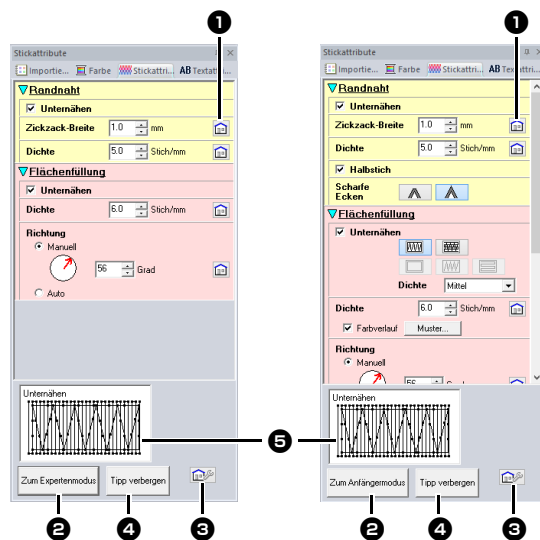 1
Stickattribute
Importie... Farbe Stickattri... AB Textattri...
Randnaht
Unternähen
Zickzack-Breite 1.0 mm
Dichte 5.0 Stich/mm
Flächenfüllung
Unternähen
Dichte 6.0 Stich/mm
Richtung
Manuell
56 Grad
Auto
Unternähen
Zum Expertenmodus Tipp verbergen
2 4 3
5
1
Stickattribute
Importie... Farbe Stickattri... AB Textattri...
Randnaht
Unternähen
Zickzack-Breite 1.0 mm
Dichte 5.0 Stich/mm
Halbstich
Scharfe
Ecken
Flächenfüllung
Unternähen
Dichte Mittel
Dichte 6.0 Stich/mm
Farbverlauf Muster...
Richtung
Manuell
Unternähen
Zum Anfängermodus Tipp verbergen
2 4 3